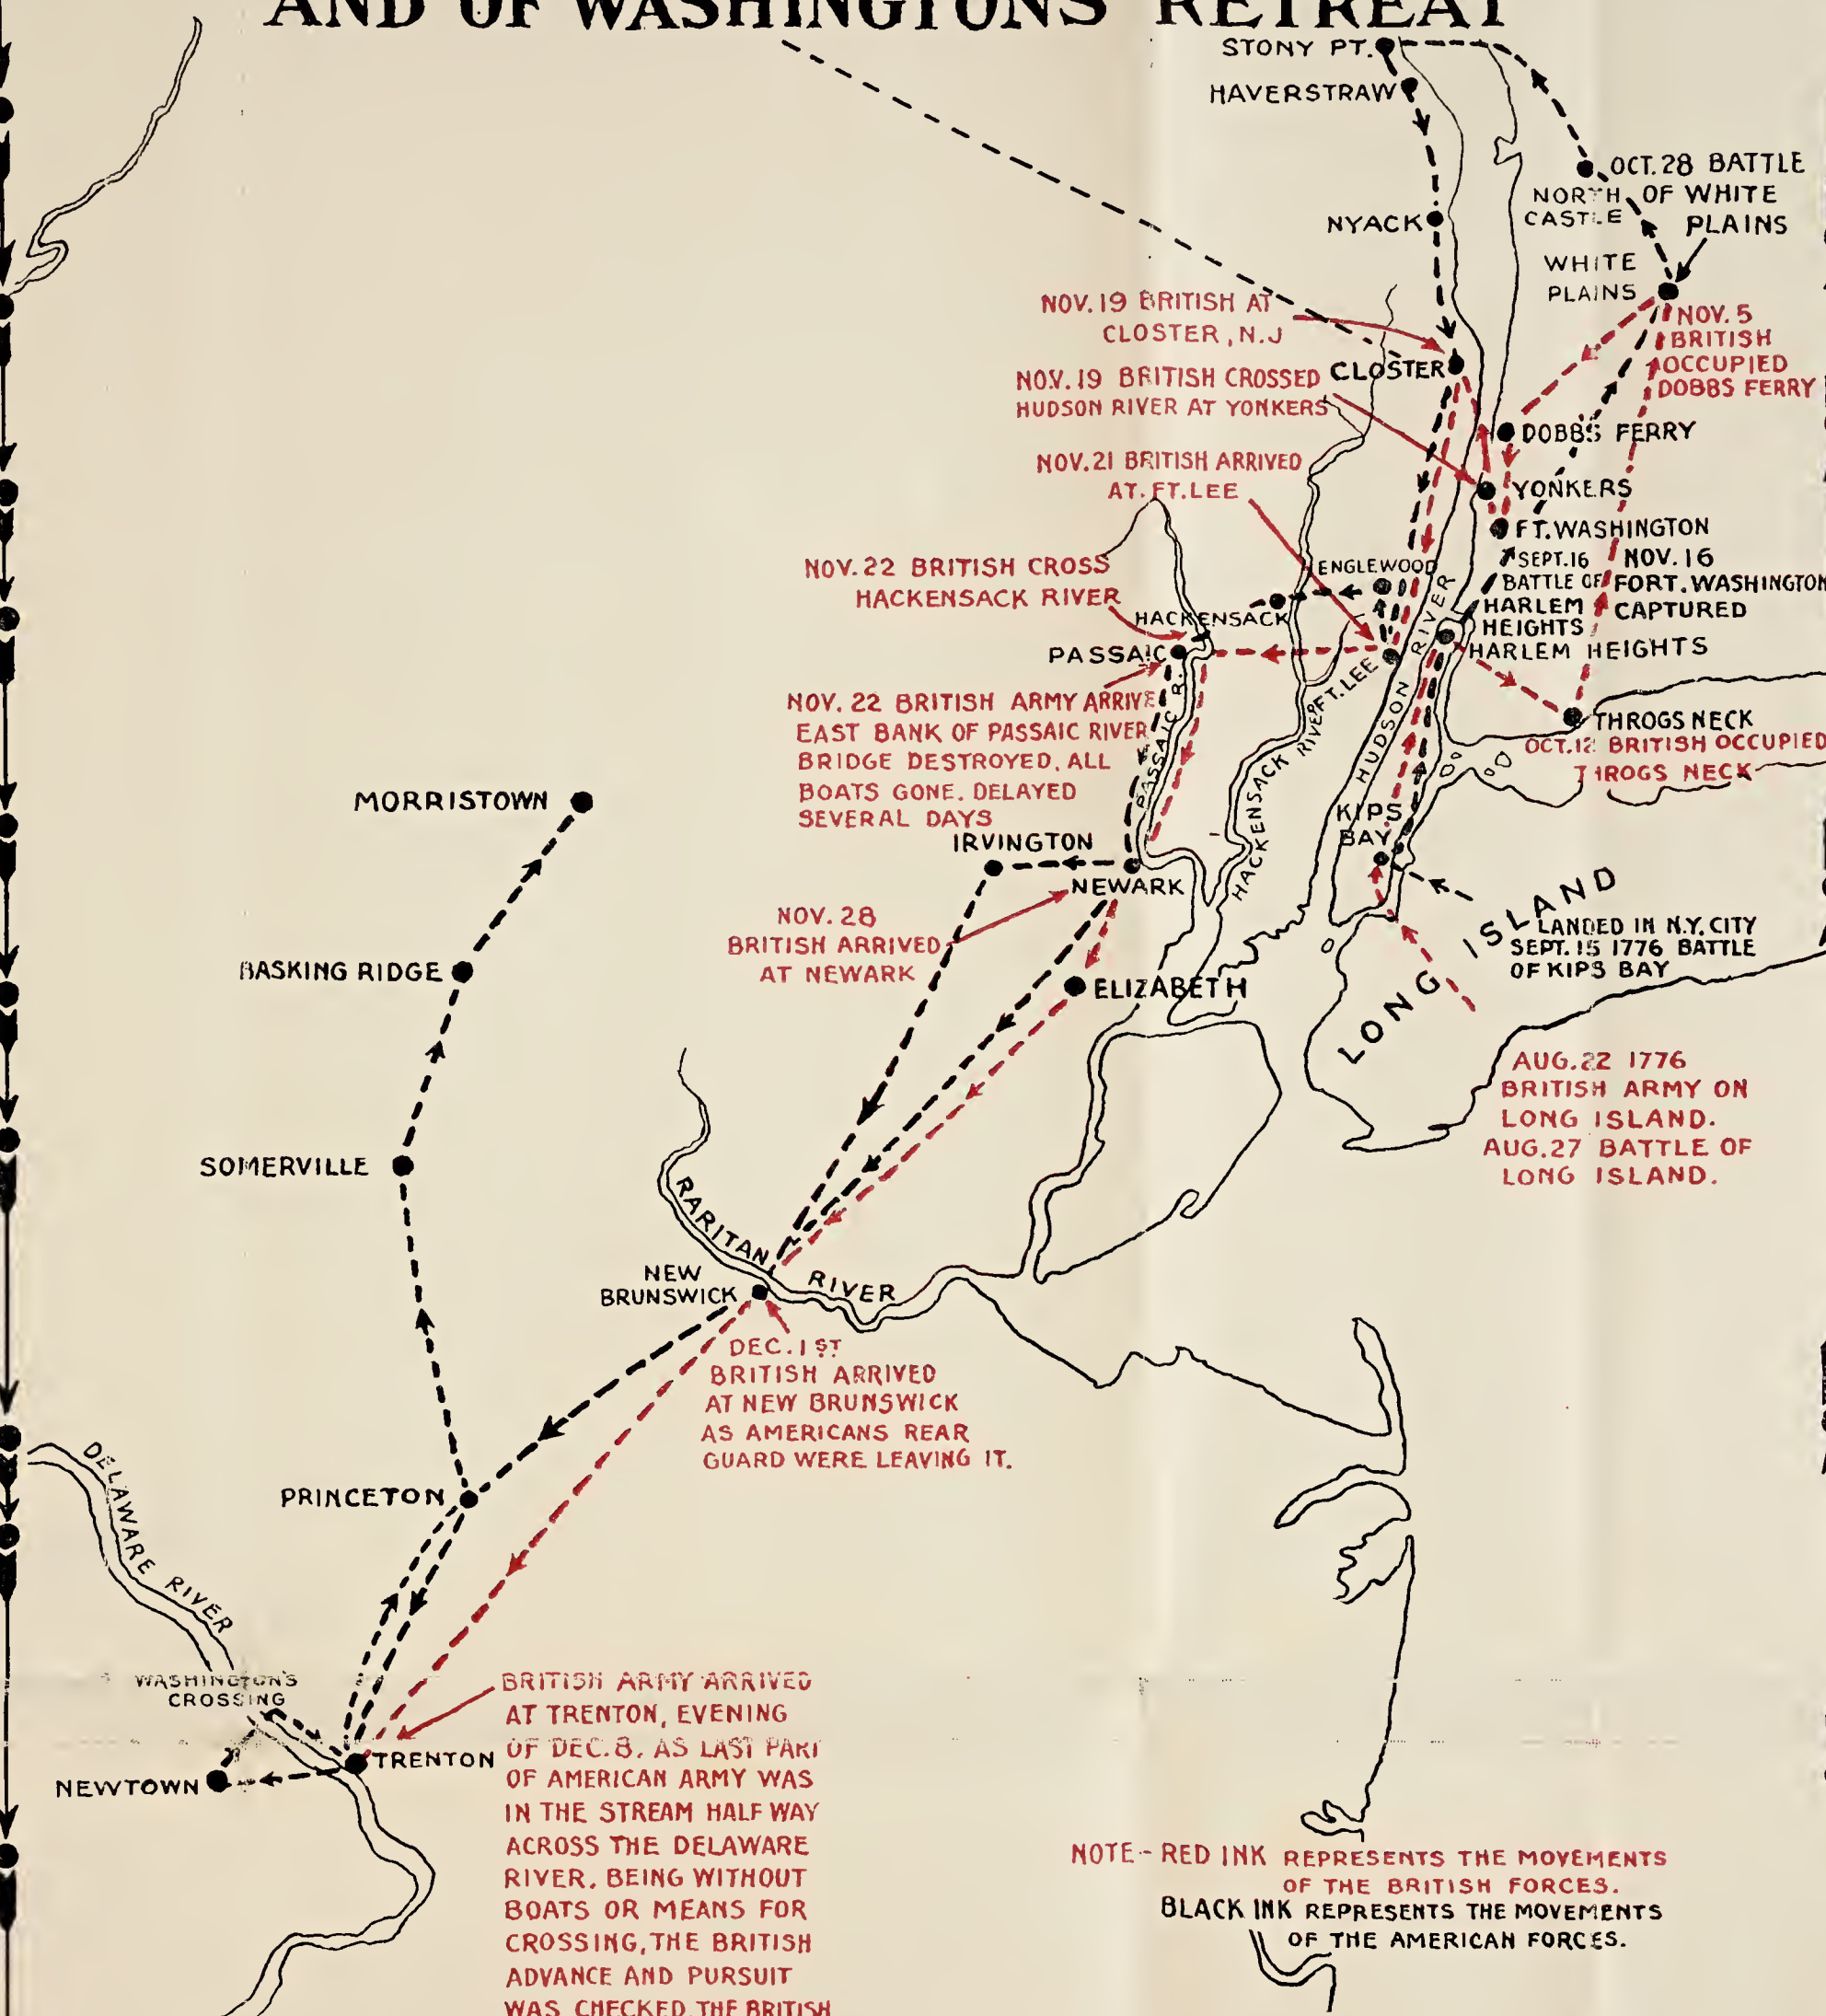 AND OF WASHINGTONS RETREAT
STONY PT.
HAVERSTRAW
OCT. 28 BATTLE
OF WHITE
PLAINS
NORTH
CASTLE
NYACK
WHITE
PLAINS
NOV. 19 BRITISH AT
CLOSTER, N.J
NOV. 5
BRITISH
OCCUPIED
DOBBS FERRY
CLOSTER
NOV. 19 BRITISH CROSSED
HUDSON RIVER AT YONKERS
DOBBS FERRY
NOV. 21 BRITISH ARRIVED
AT. FT. LEE
YONKERS
FT. WASHINGTON
SEPT. 16
BATTLE OF
HARLEM
HEIGHTS
NOV. 16
FORT. WASHINGTON
CAPTURED
NOV. 22 BRITISH CROSS
HACKENSACK RIVER
ENGLEWOOD
HACKENSACK
PASSAIC
HARLEM HEIGHTS
FT. LEE
HUDSON RIVER
HACKENSACK RIVER
PASSAIC R.
NOV. 22 BRITISH ARMY ARRIVE
EAST BANK OF PASSAIC RIVER
BRIDGE DESTROYED, ALL
BOATS GONE. DELAYED
SEVERAL DAYS
THROGS NECK
OCT. 12 BRITISH OCCUPIED
THROGS NECK
MORRISTOWN
KIPS
BAY
IRVINGTON
NEWARK
NOV. 28
BRITISH ARRIVED
AT NEWARK
LONG ISLAND
LANDED IN N.Y. CITY
SEPT. 15 1776 BATTLE
OF KIPS BAY
BASKING RIDGE
ELIZABETH
AUG. 22 1776
BRITISH ARMY ON
LONG ISLAND.
AUG. 27 BATTLE OF
LONG ISLAND.
SOMERVILLE
RARITAN RIVER
NEW
BRUNSWICK
DEC. 1ST
BRITISH ARRIVED
AT NEW BRUNSWICK
AS AMERICANS REAR
GUARD WERE LEAVING IT.
PRINCETON
DELAWARE RIVER
WASHINGTON'S
CROSSING
TRENTON
NEWTOWN
BRITISH ARMY ARRIVED
AT TRENTON, EVENING
OF DEC. 8, AS LAST PART
OF AMERICAN ARMY WAS
IN THE STREAM HALF WAY
ACROSS THE DELAWARE
RIVER. BEING WITHOUT
BOATS OR MEANS FOR
CROSSING, THE BRITISH
ADVANCE AND PURSUIT
WAS CHECKED. THE BRITISH
NOTE - RED INK REPRESENTS THE MOVEMENTS
OF THE BRITISH FORCES.
BLACK INK REPRESENTS THE MOVEMENTS
OF THE AMERICAN FORCES.